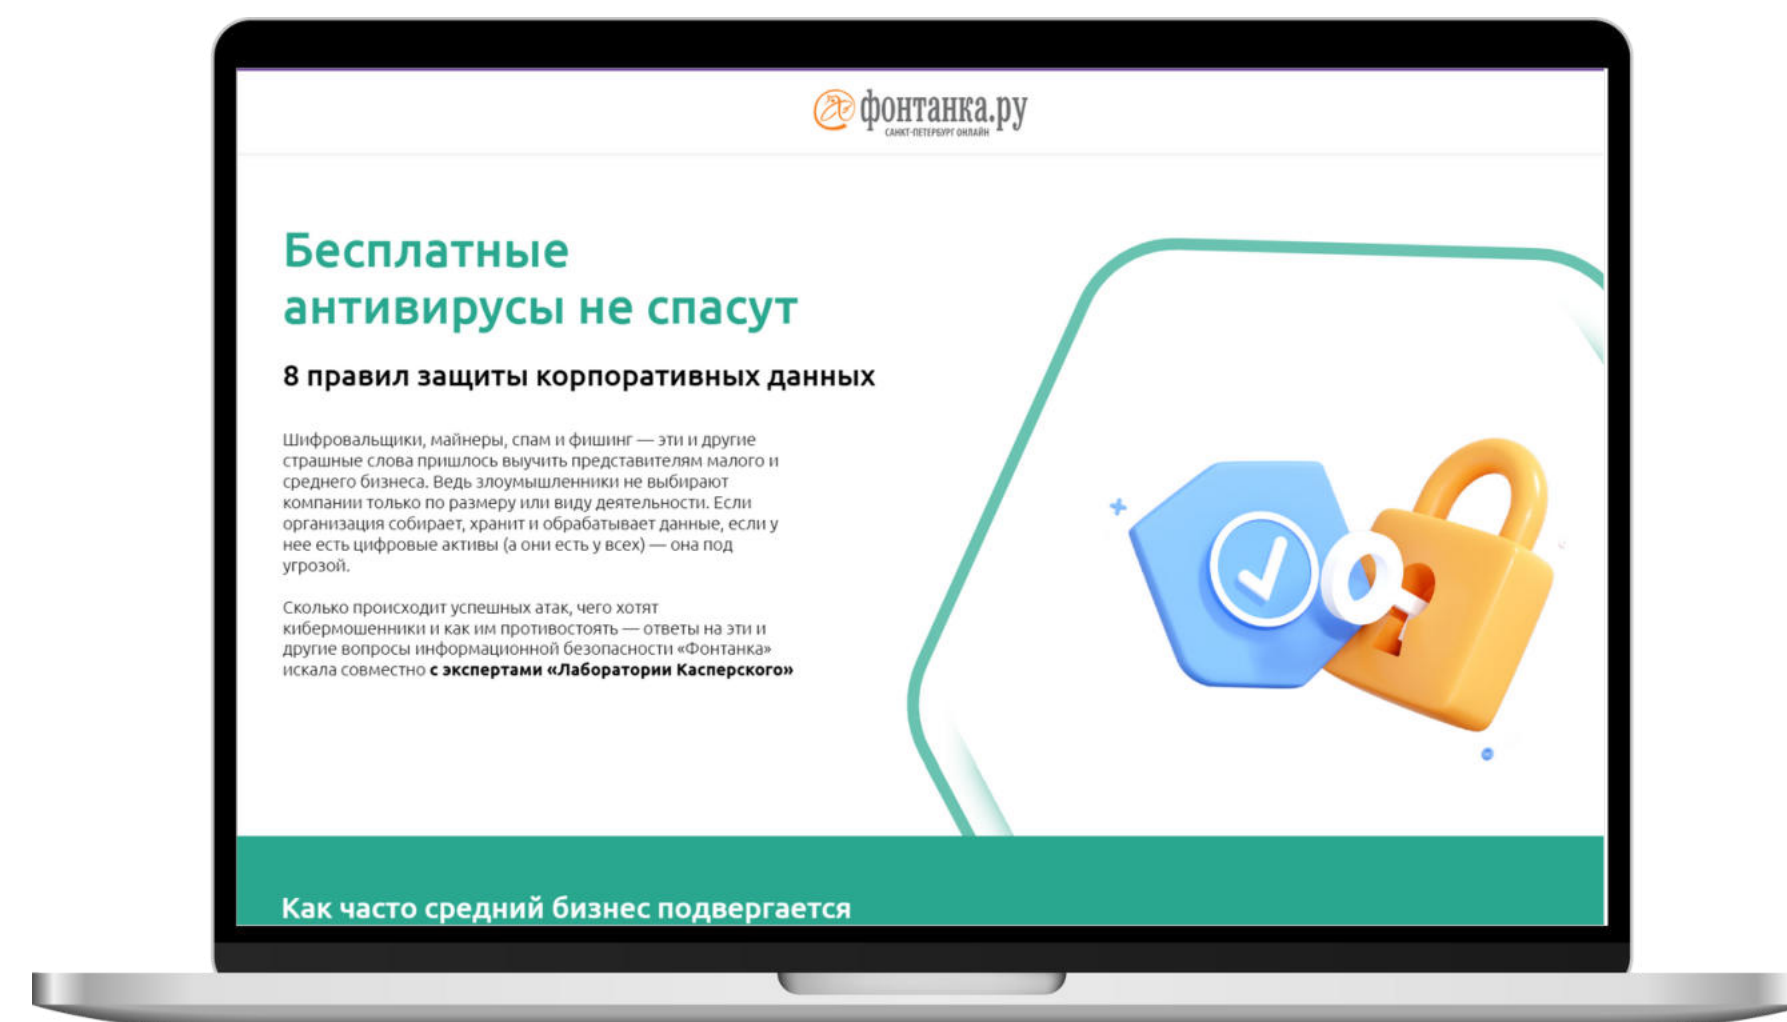 фонтанка.ру
САНКТ-ПЕТЕРБУРГ ОНЛАЙН
Бесплатные
антивирусы не спасут
8 правил защиты корпоративных данных
Шифровальщики, майнеры, спам и фишинг — эти и другие
страшные слова пришлось выучить представителям малого и
среднего бизнеса. Ведь злоумышленники не выбирают
компании только по размеру или виду деятельности. Если
организация собирает, хранит и обрабатывает данные, если у
нее есть цифровые активы (а они есть у всех) — она под
угрозой.
Сколько происходит успешных атак, чего хотят
кибермошенники и как им противостоять — ответы на эти и
другие вопросы информационной безопасности «Фонтанка»
искала совместно с экспертами «Лаборатории Касперского»
Как часто средний бизнес подвергается